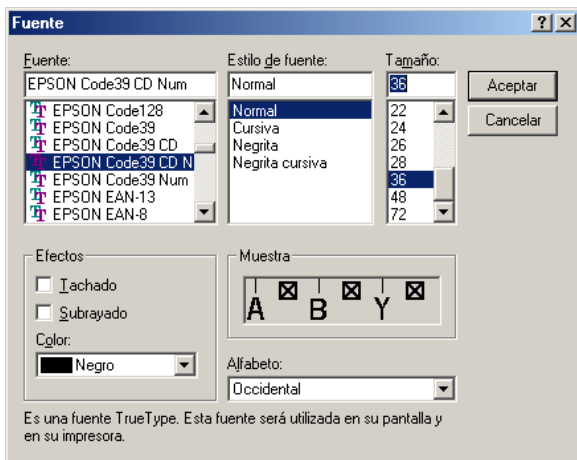 Fuente
Fuente:
EPSON Code39 CD Num
EPSON Code128
EPSON Code39
EPSON Code39 CD
EPSON Code39 CD N
EPSON Code39 Num
EPSON EAN-13
EPSON EAN-8
Estilo de fuente:
Normal
Normal
Cursiva
Negrita
Negrita cursiva
Tamaño:
36
22
24
26
28
36
48
72
Aceptar
Cancelar
Efectos
Tachado
Subrayado
Color:
Negro
Muestra
A B Y
Alfabeto:
Occidental
Es una fuente TrueType. Esta fuente será utilizada en su pantalla y
en su impresora.